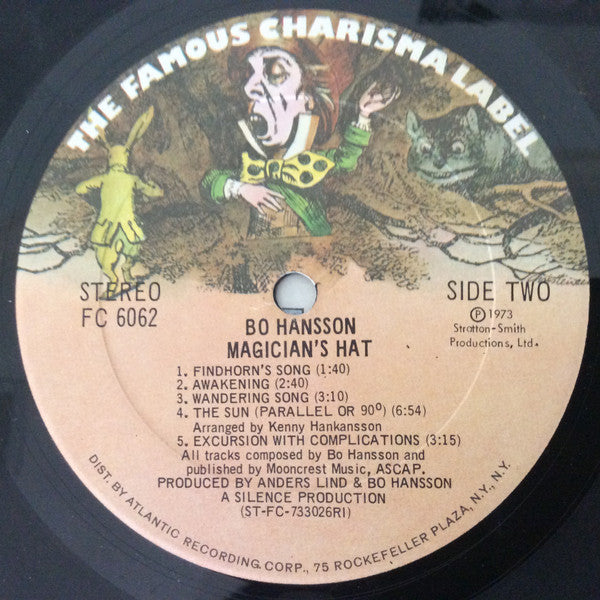 THE FAMOUS CHARISMA LABEL
STEREO
FC 6062
SIDE TWO
Ⓟ 1973
Stratton-Smith
Productions, Ltd.
BO HANSSON
MAGICIAN'S HAT
1. FINDHORN'S SONG (1:40)
2. AWAKENING (2:40)
3. WANDERING SONG (3:10)
4. THE SUN (PARALLEL OR 90º) (6:54)
Arranged by Kenny Hankansson
5. EXCURSION WITH COMPLICATIONS (3:15)
All tracks composed by Bo Hansson and
published by Mooncrest Music, ASCAP.
PRODUCED BY ANDERS LIND & BO HANSSON
A SILENCE PRODUCTION
(ST-FC-733026RI)
DIST. BY ATLANTIC RECORDING CORP., 75 ROCKEFELLER PLAZA, N.Y., N.Y.